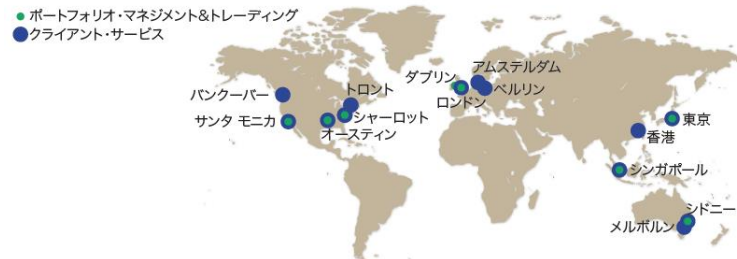 ポートフォリオ・マネジメント&トレーディング
クライアント・サービス
ダブリン
アムステルダム
ロンドン
ベルリン
バンクーバー
トロント
サンタ モニカ
シャーロット
オースティン
東京
香港
シンガポール
シドニー
メルボルン